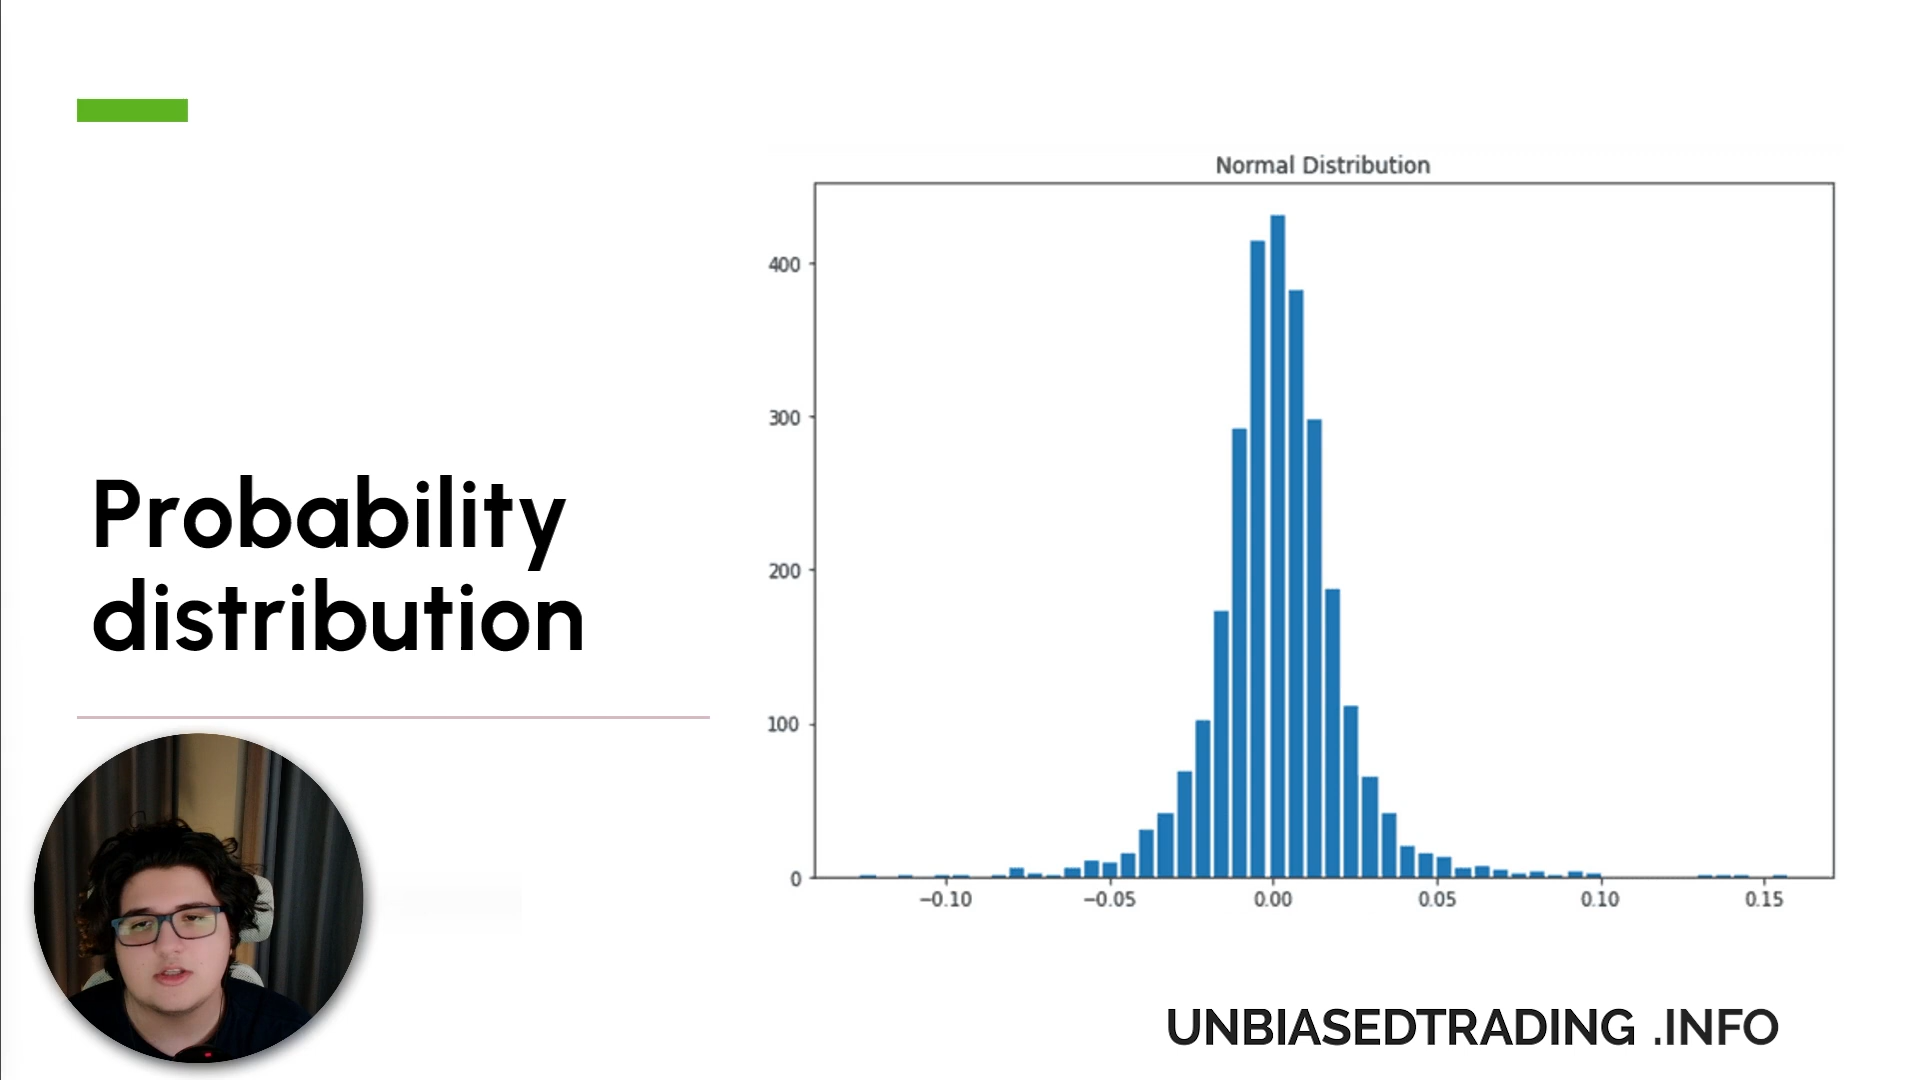 Normal Distribution
400
300
200
100
0
−0.10 −0.05 0.00 0.05 0.10 0.15
Probability
distribution
UNBIASEDTRADING .INFO